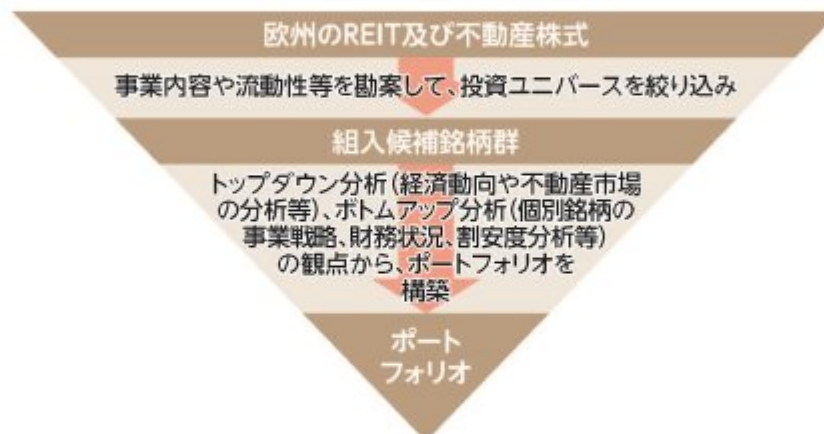 欧州のREIT及び不動産株式
事業内容や流動性等を勘案して、投資ユニバースを絞り込み
組入候補銘柄群
トップダウン分析(経済動向や不動産市場
の分析等)、ボトムアップ分析(個別銘柄の
事業戦略、財務状況、割安度分析等)
の観点から、ポートフォリオを
構築
ポート
フォリオ